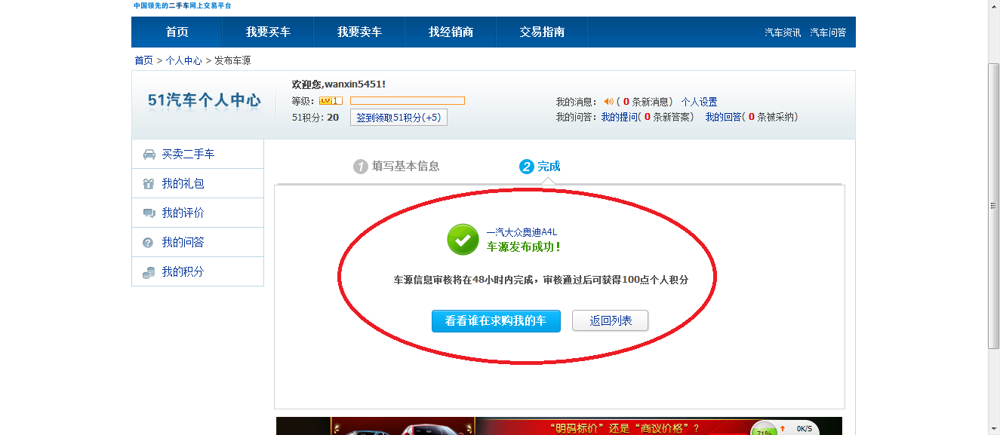 中国领先的二手车网上交易平台
首页 我要买车 我要卖车 找经销商 交易指南 汽车资讯 汽车问答
首页 > 个人中心 > 发布车源
51汽车个人中心
欢迎您,wanxin5451!
等级: LV1
51积分: 20 签到领取51积分(+5)
我的消息: ( 0 条新消息) 个人设置
我的问答: 我的提问( 0 条新答案) 我的回答( 0 条被采纳)
买卖二手车
我的礼包
我的评价
我的问答
我的积分
1 填写基本信息 2 完成
一汽大众奥迪A4L
车源发布成功!
车源信息审核将在48小时内完成，审核通过后可获得100点个人积分
看看谁在求购我的车 返回列表
“明码标价”还是“商议价格”?
71% 0K/S